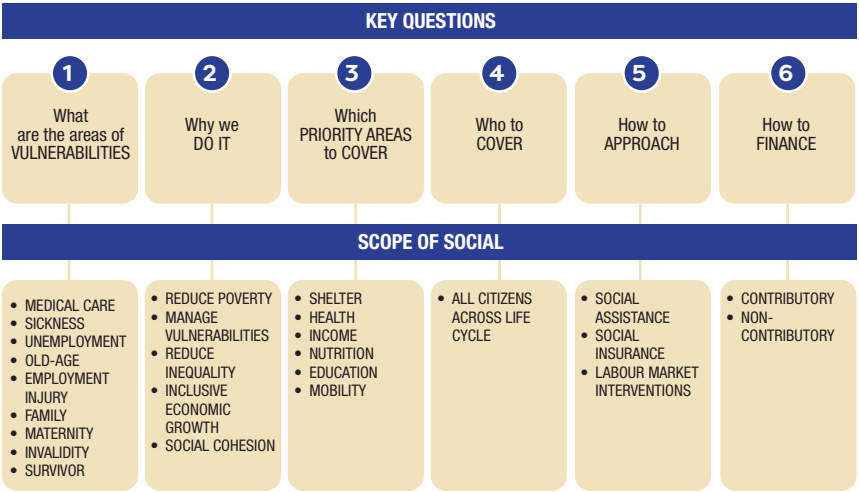 KEY QUESTIONS
1
What
are the areas of
VULNERABILITIES
2
Why we
DO IT
3
Which
PRIORITY AREAS
to COVER
4
Who to
COVER
5
How to
APPROACH
6
How to
FINANCE
SCOPE OF SOCIAL
• MEDICAL CARE
• SICKNESS
• UNEMPLOYMENT
• OLD-AGE
• EMPLOYMENT
INJURY
• FAMILY
• MATERNITY
• INVALIDITY
• SURVIVOR
• REDUCE POVERTY
• MANAGE
VULNERABILITIES
• REDUCE
INEQUALITY
• INCLUSIVE
ECONOMIC
GROWTH
• SOCIAL COHESION
• SHELTER
• HEALTH
• INCOME
• NUTRITION
• EDUCATION
• MOBILITY
• ALL CITIZENS
ACROSS LIFE
CYCLE
• SOCIAL
ASSISTANCE
• SOCIAL
INSURANCE
• LABOUR MARKET
INTERVENTIONS
• CONTRIBUTORY
• NON-
CONTRIBUTORY